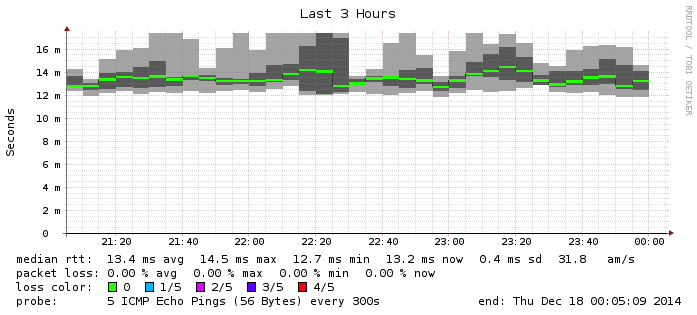 Last 3 Hours
RRDTOOL / TOBI OETIKER
Seconds
16 m
14 m
12 m
10 m
8 m
6 m
4 m
2 m
0
21:20 21:40 22:00 22:20 22:40 23:00 23:20 23:40 00:00
median rtt: 13.4 ms avg 14.5 ms max 12.7 ms min 13.2 ms now 0.4 ms sd 31.8 am/s
packet loss: 0.00 % avg 0.00 % max 0.00 % min 0.00 % now
loss color: 0 1/5 2/5 3/5 4/5
probe: 5 ICMP Echo Pings (56 Bytes) every 300s end: Thu Dec 18 00:05:09 2014